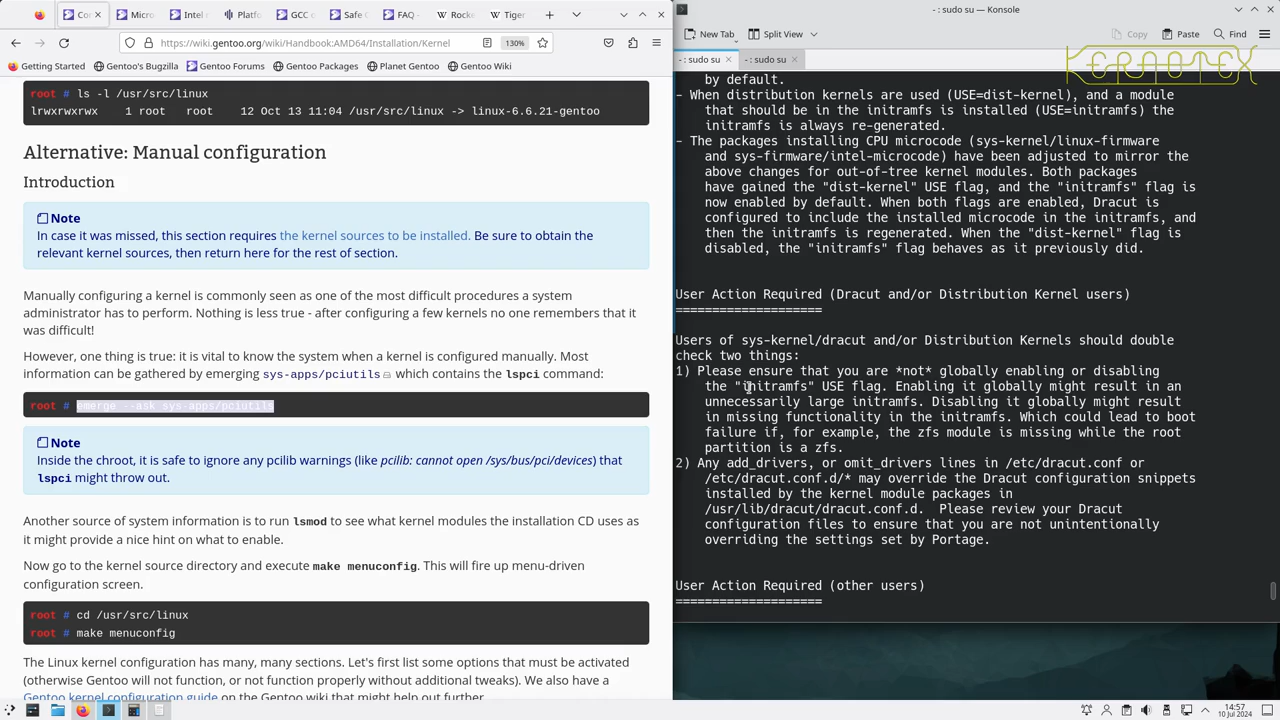 Cor
Micro
Intel m
Platfo
GCC e
Safe C
FAQ -
Rocke
Tiger
https://wiki.gentoo.org/wiki/Handbook:AMD64/Installation/Kernel
130%
Getting Started
Gentoo's Bugzilla
Gentoo Forums
Gentoo Packages
Planet Gentoo
Gentoo Wiki
root # ls -l /usr/src/linux
lrwxrwxrwx    1 root   root    12 Oct 13 11:04 /usr/src/linux -> linux-6.6.21-gentoo
Alternative: Manual configuration
Introduction
Note
In case it was missed, this section requires the kernel sources to be installed. Be sure to obtain the
relevant kernel sources, then return here for the rest of section.
Manually configuring a kernel is commonly seen as one of the most difficult procedures a system
administrator has to perform. Nothing is less true - after configuring a few kernels no one remembers that it
was difficult!
However, one thing is true: it is vital to know the system when a kernel is configured manually. Most
information can be gathered by emerging sys-apps/pciutils which contains the lspci command:
root # emerge --ask sys-apps/pciutils
Note
Inside the chroot, it is safe to ignore any pcilib warnings (like pcilib: cannot open /sys/bus/pci/devices) that
lspci might throw out.
Another source of system information is to run lsmod to see what kernel modules the installation CD uses as
it might provide a nice hint on what to enable.
Now go to the kernel source directory and execute make menuconfig. This will fire up menu-driven
configuration screen.
root # cd /usr/src/linux
root # make menuconfig
The Linux kernel configuration has many, many sections. Let's first list some options that must be activated
(otherwise Gentoo will not function, or not function properly without additional tweaks). We also have a
Gentoo kernel configuration guide on the Gentoo wiki that might help out further.
- : sudo su — Konsole
New Tab
Split View
Copy
Paste
Find
- : sudo su
- : sudo su
KERNOTEX
by default.
- When distribution kernels are used (USE=dist-kernel), and a module
that should be in the initramfs is installed (USE=initramfs) the
initramfs is always re-generated.
- The packages installing CPU microcode (sys-kernel/linux-firmware
and sys-firmware/intel-microcode) have been adjusted to mirror the
above changes for out-of-tree kernel modules. Both packages
have gained the "dist-kernel" USE flag, and the "initramfs" flag is
now enabled by default. When both flags are enabled, Dracut is
configured to include the installed microcode in the initramfs, and
then the initramfs is regenerated. When the "dist-kernel" flag is
disabled, the "initramfs" flag behaves as it previously did.
User Action Required (Dracut and/or Distribution Kernel users)
====================
Users of sys-kernel/dracut and/or Distribution Kernels should double
check two things:
1) Please ensure that you are *not* globally enabling or disabling
the "initramfs" USE flag. Enabling it globally might result in an
unnecessarily large initramfs. Disabling it globally might result
in missing functionality in the initramfs. Which could lead to boot
failure if, for example, the zfs module is missing while the root
partition is a zfs.
2) Any add_drivers, or omit_drivers lines in /etc/dracut.conf or
/etc/dracut.conf.d/* may override the Dracut configuration snippets
installed by the kernel module packages in
/usr/lib/dracut/dracut.conf.d.  Please review your Dracut
configuration files to ensure that you are not unintentionally
overriding the settings set by Portage.
User Action Required (other users)
====================
14:57
10 Jul 2024